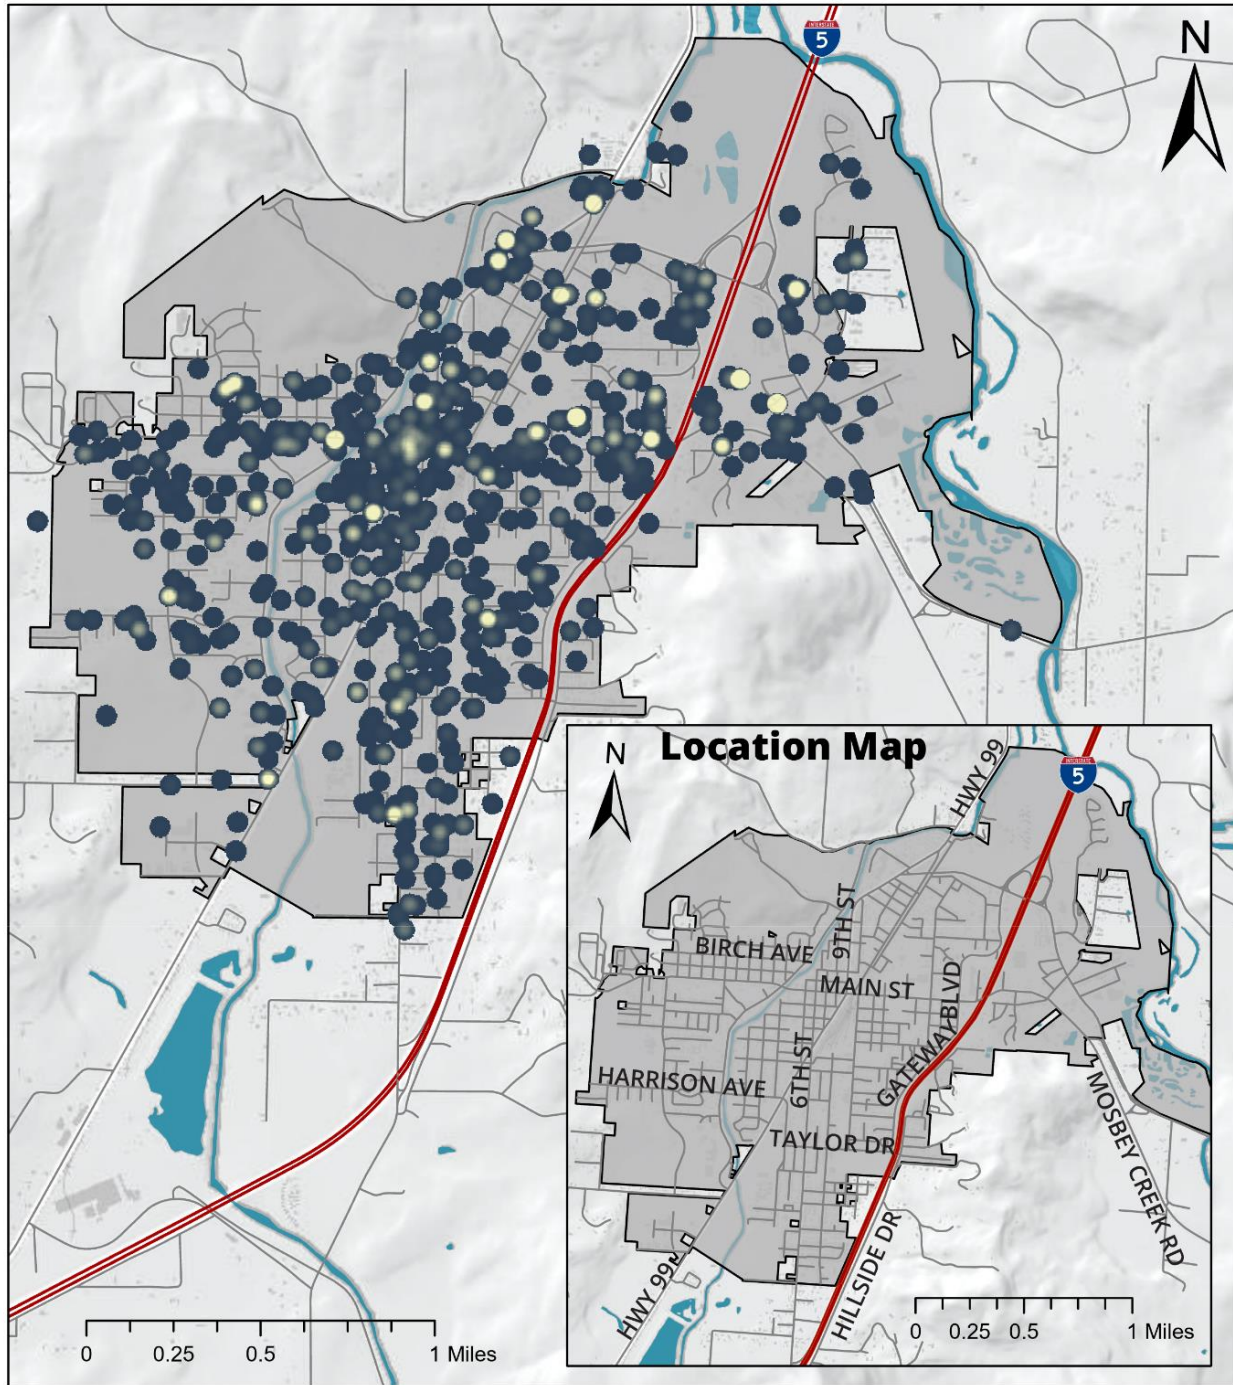 INTERSTATE
5
N
0
0.25
0.5
1 Miles
Location Map
N
HWY 99
INTERSTATE
5
9TH ST
BIRCH AVE
MAIN ST
GATEWAY BLVD
6TH ST
HARRISON AVE
TAYLOR DR
MOSBEY CREEK RD
HILLSIDE DR
HWY 99
0
0.25
0.5
1 Miles